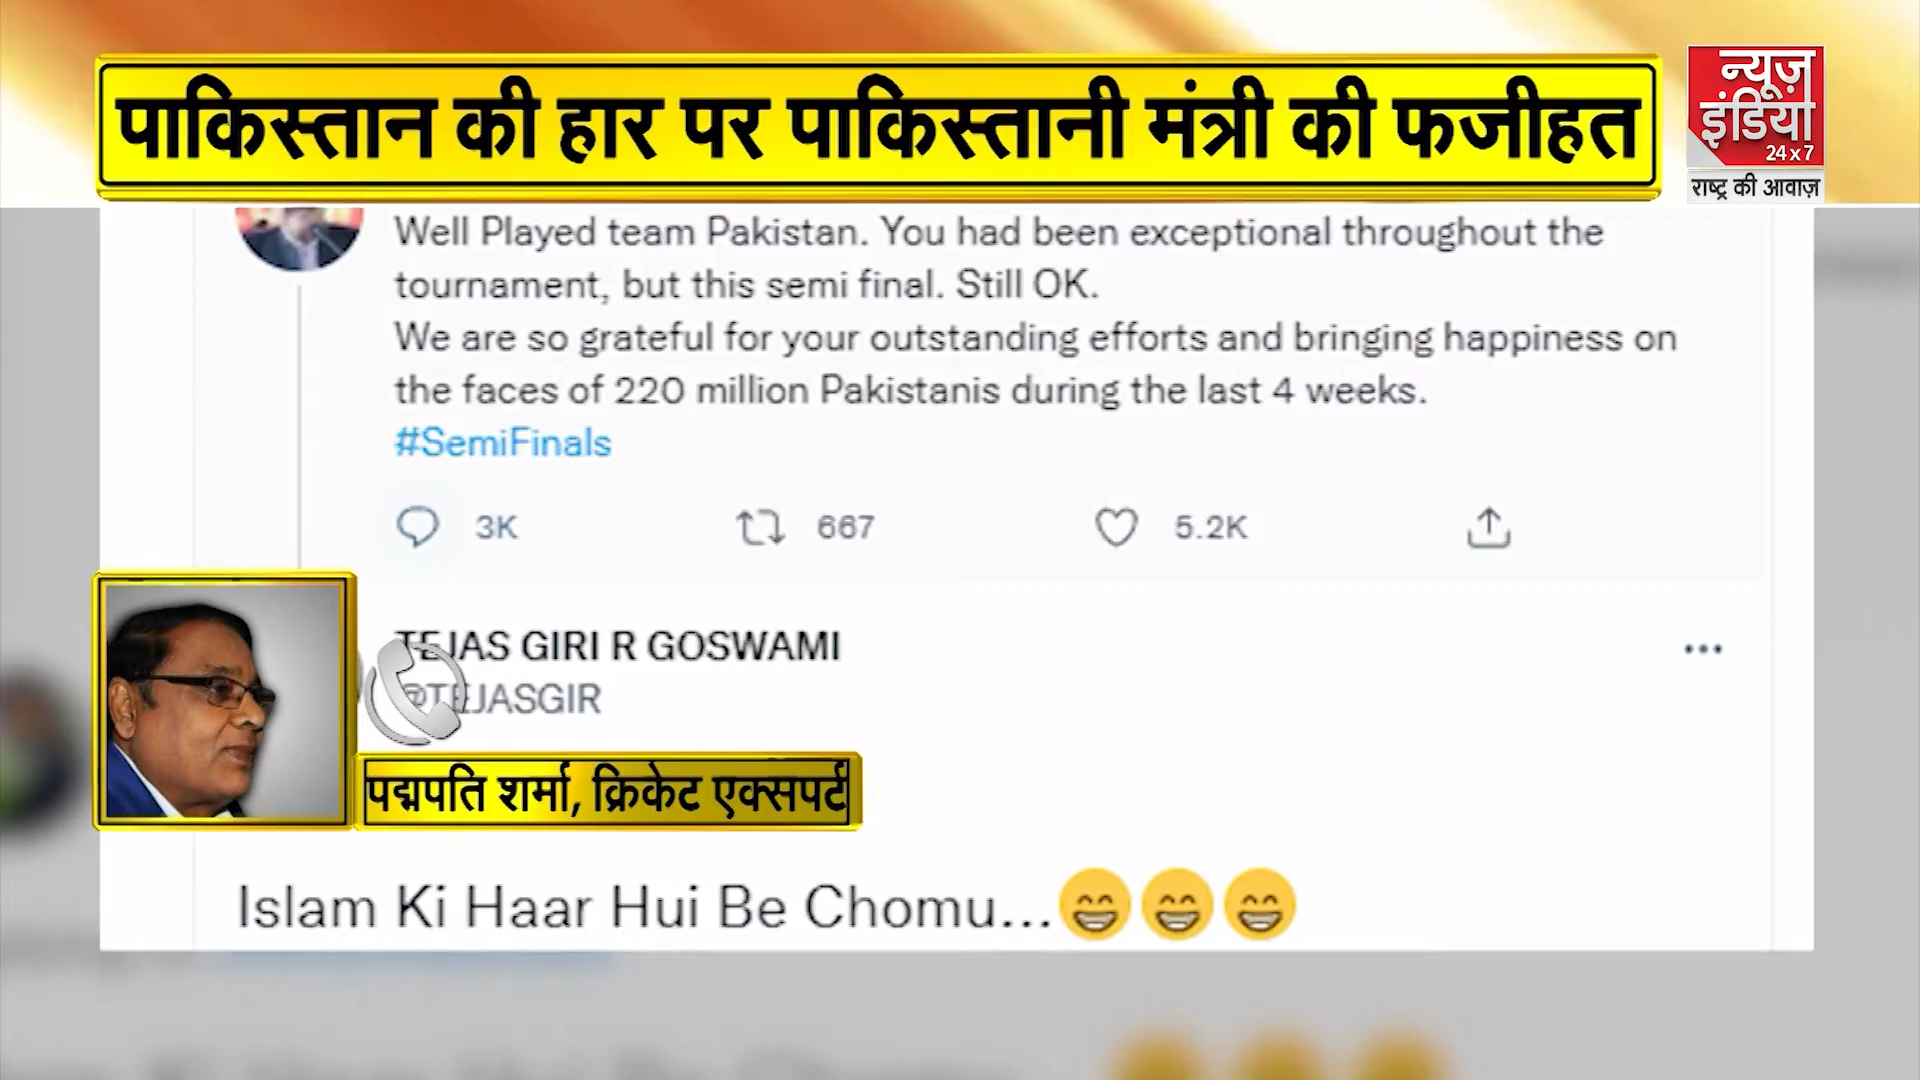 पाकिस्तान की हार पर पाकिस्तानी मंत्री की फजीहत
न्यूज़
इंडिया
24x7
राष्ट्र की आवाज़
Well Played team Pakistan. You had been exceptional throughout the
tournament, but this semi final. Still OK.
We are so grateful for your outstanding efforts and bringing happiness on
the faces of 220 million Pakistanis during the last 4 weeks.
#SemiFinals
3K 667 5.2K
TEJAS GIRI R GOSWAMI
@TEJASGIR
पद्मपति शर्मा, क्रिकेट एक्सपर्ट
Islam Ki Haar Hui Be Chomu...😁😁😁